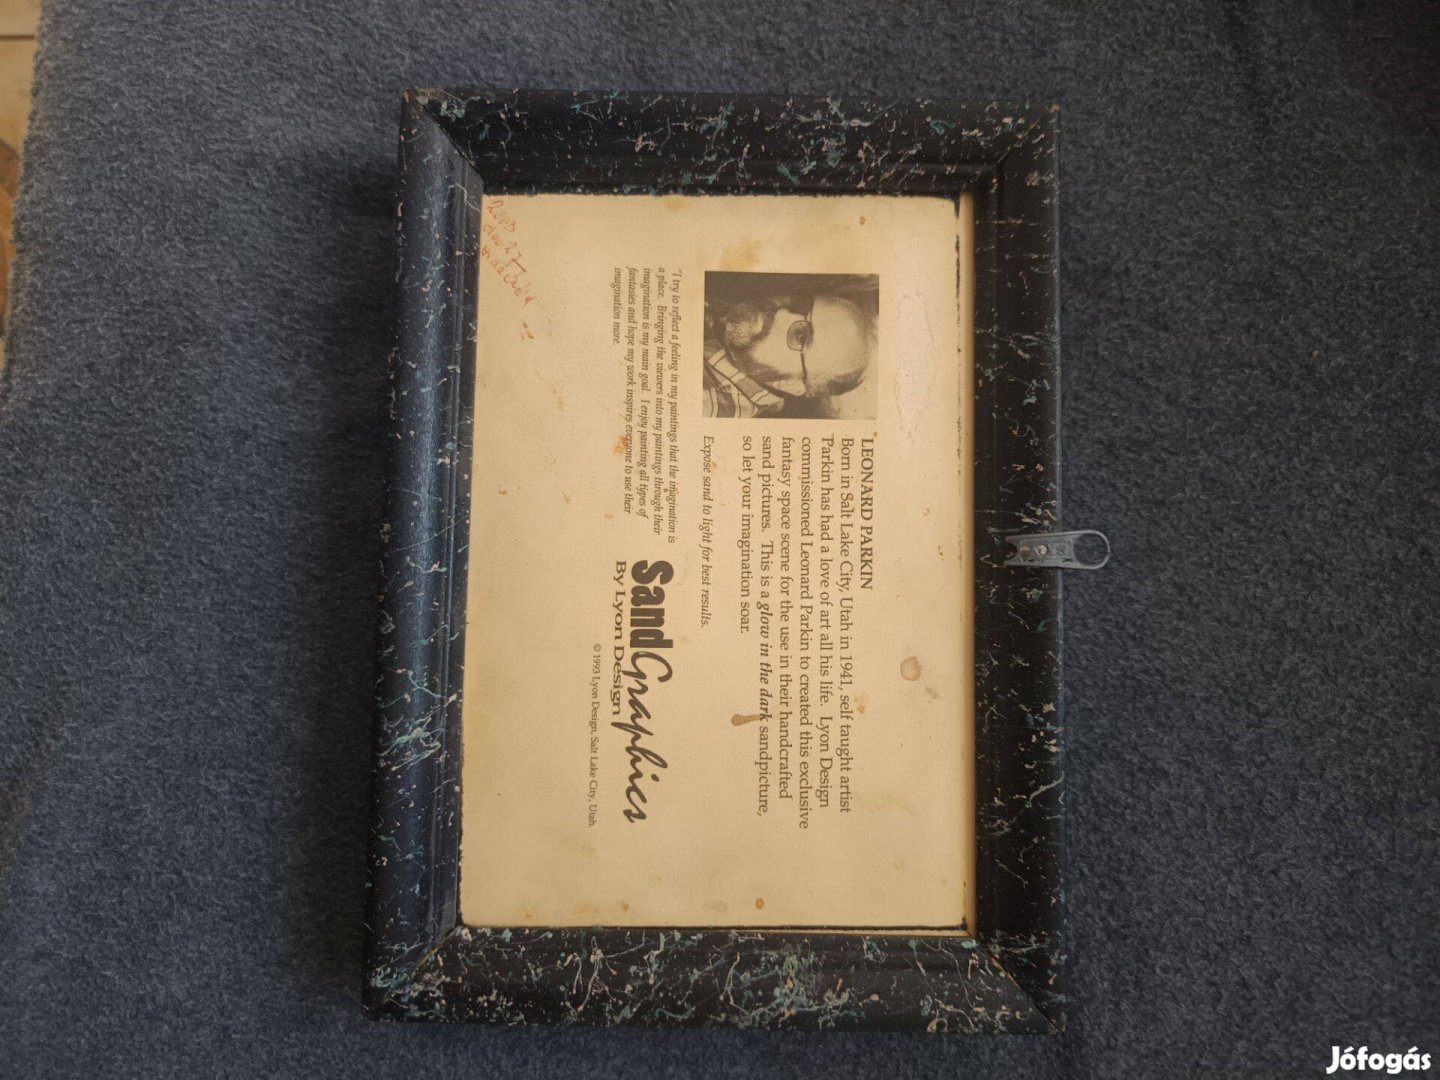 LEONARD PARKIN
Born in Salt Lake City, Utah in 1941, self taught artist
Parkin has had a love of art all his life. Lyon Design
commissioned Leonard Parkin to created this exclusive
fantasy space scene for the use in their handcrafted
sand pictures. This is a glow in the dark sandpicture,
so let your imagination soar.
Expose sand to light for best results.
"I try to reflect a feeling in my paintings that the imagination is
a place. Bringing the viewers into my paintings through their
imagination is my main goal. I enjoy painting all types of
fantasies and hope my work inspires everyone to use their
imagination more.
SandGraphics
By Lyon Design
© 1993 Lyon Design, Salt Lake City, Utah.
Jófogás